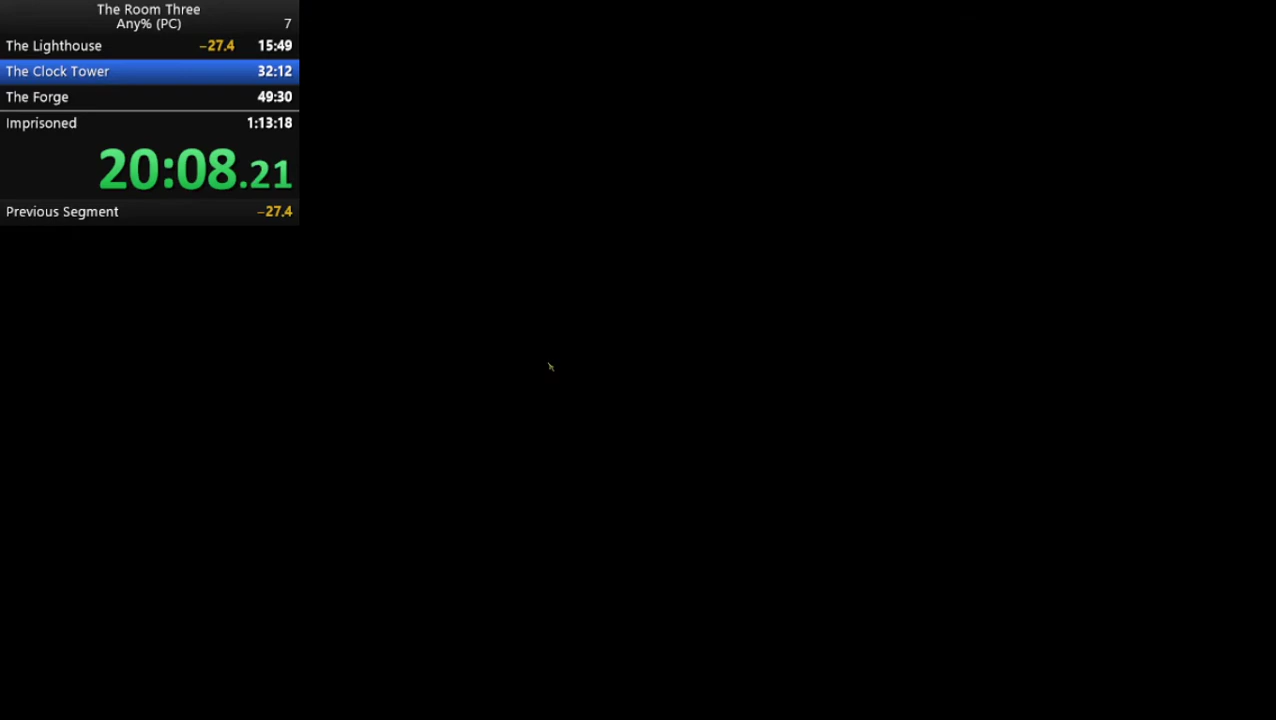 The Room Three
Any% (PC) 7
The Lighthouse −27.4 15:49
The Clock Tower 32:12
The Forge 49:30
Imprisoned 1:13:18
20:08.21
Previous Segment −27.4